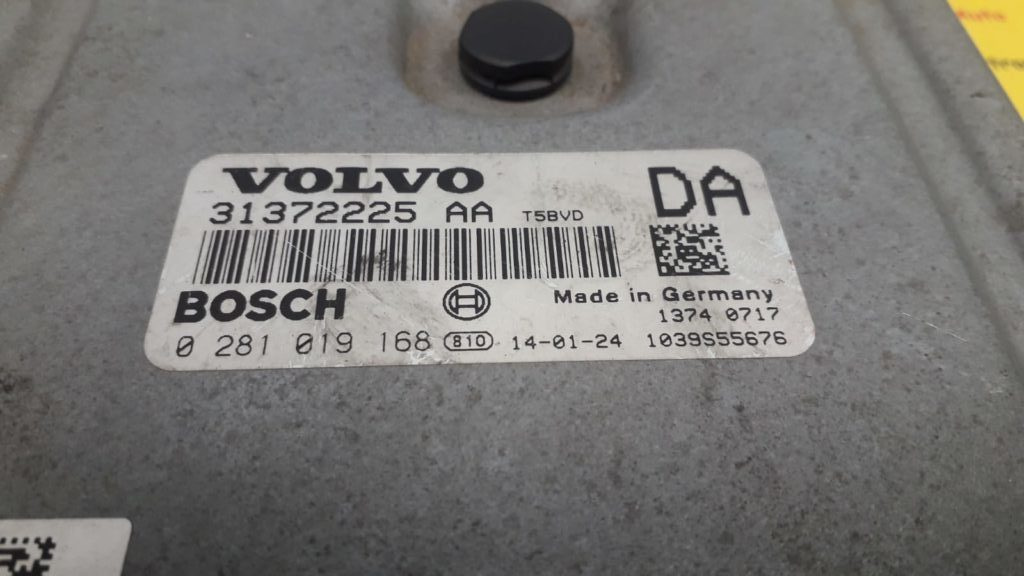 VOLVO
DA
31372225 AA T5BVD
BOSCH
Made in Germany
1374 0717
0 281 019 168 810 14-01-24 1039S55676